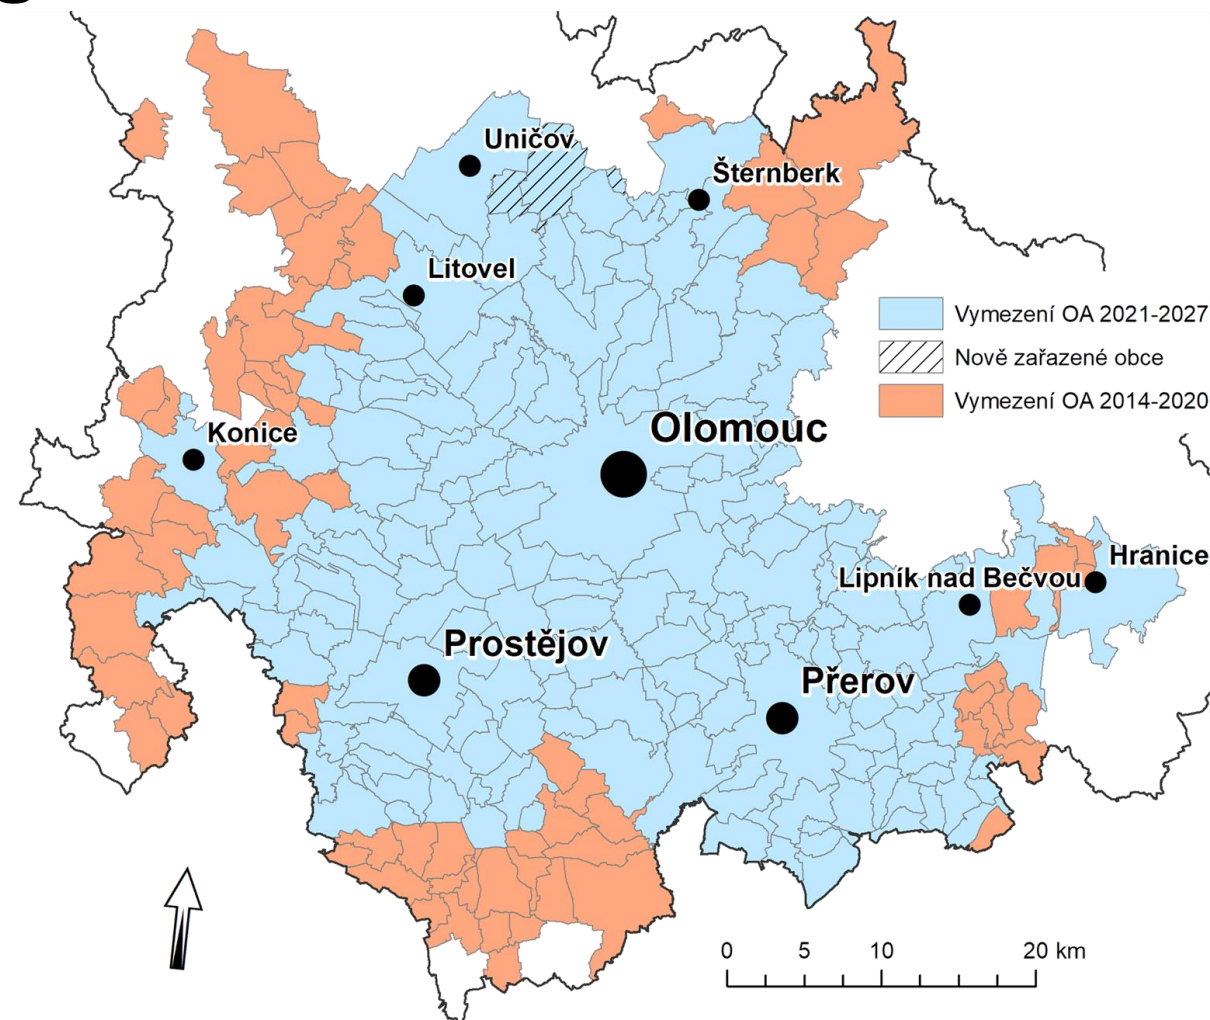 Uničov
Šternberk
Litovel
Vymezení OA 2021-2027
Nově zařazené obce
Vymezení OA 2014-2020
Konice
Olomouc
Hranice
Lipník nad Bečvou
Prostějov
Přerov
0 5 10 20 km